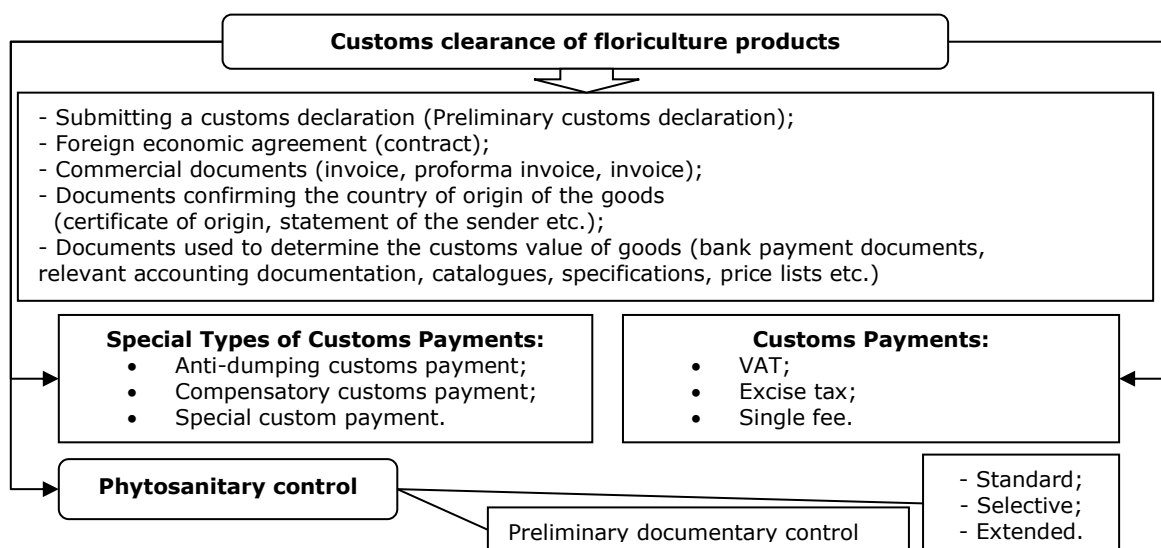 Customs clearance of floriculture products
- Submitting a customs declaration (Preliminary customs declaration);
- Foreign economic agreement (contract);
- Commercial documents (invoice, proforma invoice, invoice);
- Documents confirming the country of origin of the goods
(certificate of origin, statement of the sender etc.);
- Documents used to determine the customs value of goods (bank payment documents,
relevant accounting documentation, catalogues, specifications, price lists etc.)
Special Types of Customs Payments:
• Anti-dumping customs payment;
• Compensatory customs payment;
• Special custom payment.
Customs Payments:
• VAT;
• Excise tax;
• Single fee.
Phytosanitary control
- Standard;
- Selective;
- Extended.
Preliminary documentary control